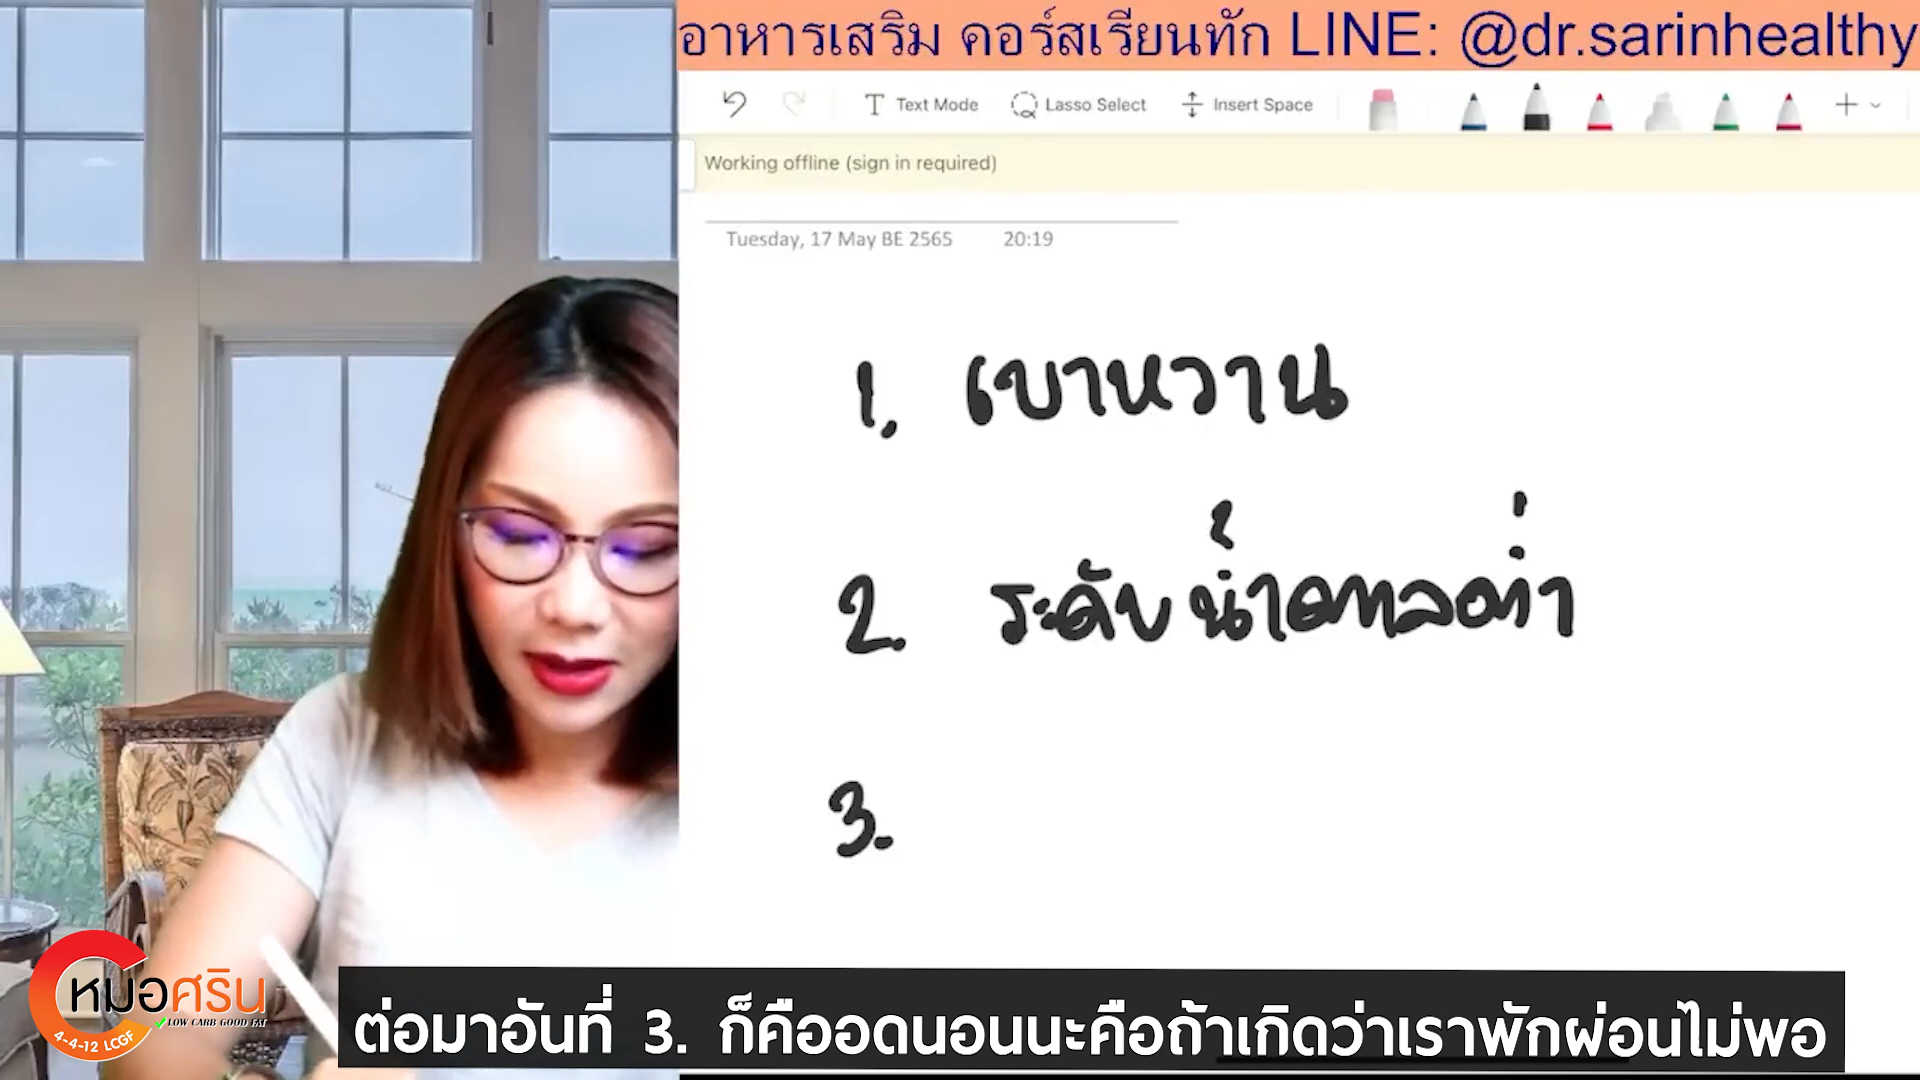 อาหารเสริม คอร์สเรียนทัก LINE: @dr.sarinhealthy
Text Mode
Lasso Select
Insert Space
Working offline (sign in required)
Tuesday, 17 May BE 2565 20:19
1. เบาหวาน
2. ระดับน้ำตาลต่ำ
3.
หมอศริน
LOW CARB GOOD FAT
4-4-12 LCGF
ต่อมาอันที่ 3. ก็คืออดนอนนะคือถ้าเกิดว่าเราพักผ่อนไม่พอ